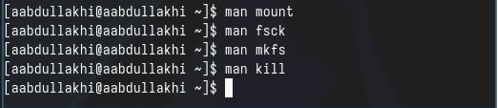 [aabdullakhi@aabdullakhi ~]$ man mount
[aabdullakhi@aabdullakhi ~]$ man fsck
[aabdullakhi@aabdullakhi ~]$ man mkfs
[aabdullakhi@aabdullakhi ~]$ man kill
[aabdullakhi@aabdullakhi ~]$